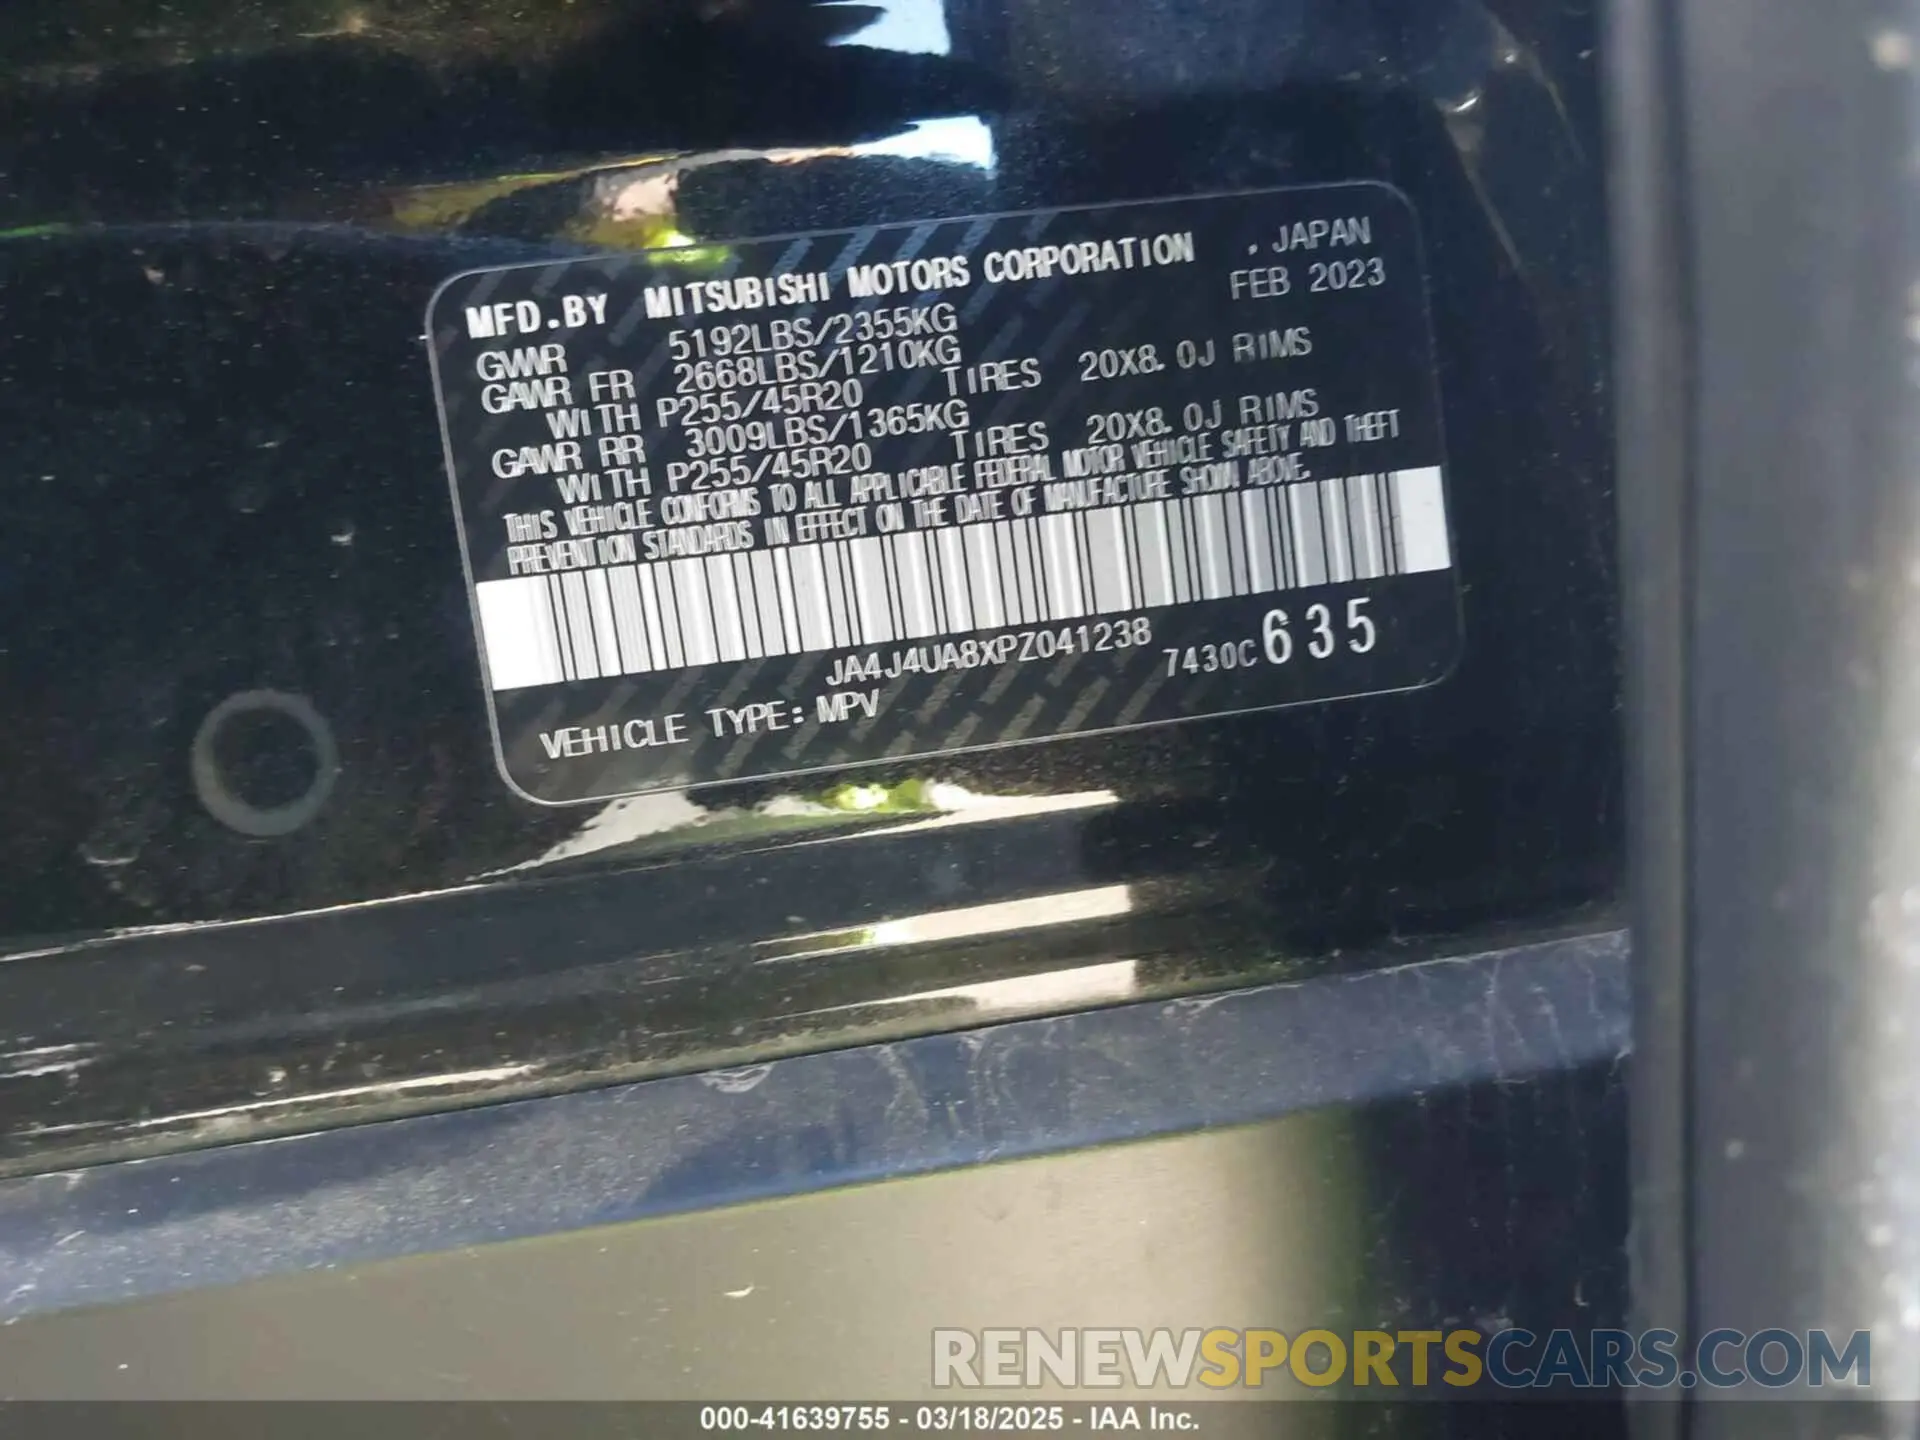 MFD.BY MITSUBISHI MOTORS CORPORATION , JAPAN
FEB 2023
GVWR 5192LBS/2355KG
GAWR FR 2668LBS/1210KG
WITH P255/45R20 TIRES 20X8.0J RIMS
GAWR RR 3009LBS/1365KG
WITH P255/45R20 TIRES 20X8.0J RIMS
THIS VEHICLE CONFORMS TO ALL APPLICABLE FEDERAL MOTOR VEHICLE SAFETY AND THEFT
PREVENTION STANDARDS IN EFFECT ON THE DATE OF MANUFACTURE SHOWN ABOVE.
JA4J4UA8XPZ041238 7430C 635
VEHICLE TYPE: MPV
RENEWSPORTSCARS.COM
000-41639755 - 03/18/2025 - IAA Inc.